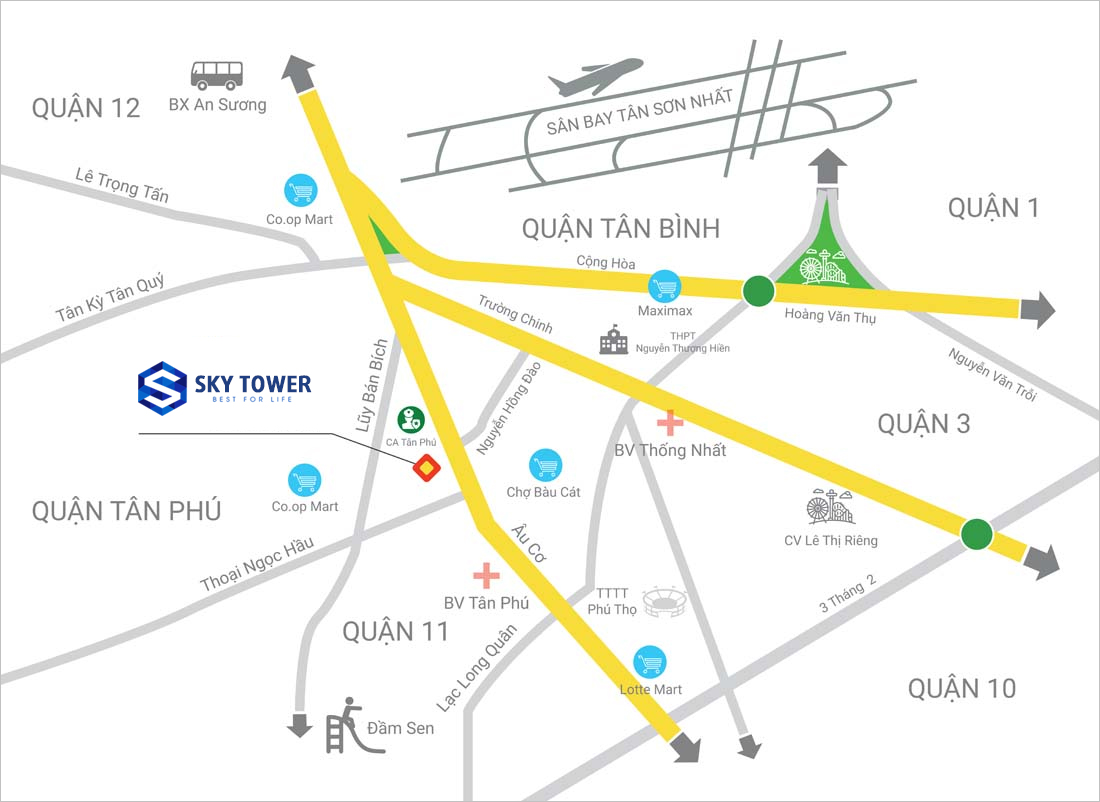 QUẬN 12
BX An Sương
SÂN BAY TÂN SƠN NHẤT
Lê Trọng Tấn
Co.op Mart
QUẬN TÂN BÌNH
QUẬN 1
Cộng Hòa
Tân Kỳ Tân Quý
Trường Chinh
Maximax
Hoàng Văn Thụ
THPT
Nguyễn Thượng Hiền
Nguyễn Văn Trỗi
SKY TOWER
BEST FOR LIFE
Lũy Bán Bích
Nguyễn Hồng Đào
CA Tân Phú
QUẬN 3
BV Thống Nhất
Co.op Mart
Chợ Bàu Cát
QUẬN TÂN PHÚ
CV Lê Thị Riêng
Thoại Ngọc Hầu
Âu Cơ
BV Tân Phú
TTTT
Phú Thọ
3 Tháng 2
QUẬN 11
Lạc Long Quân
Lotte Mart
QUẬN 10
Đầm Sen